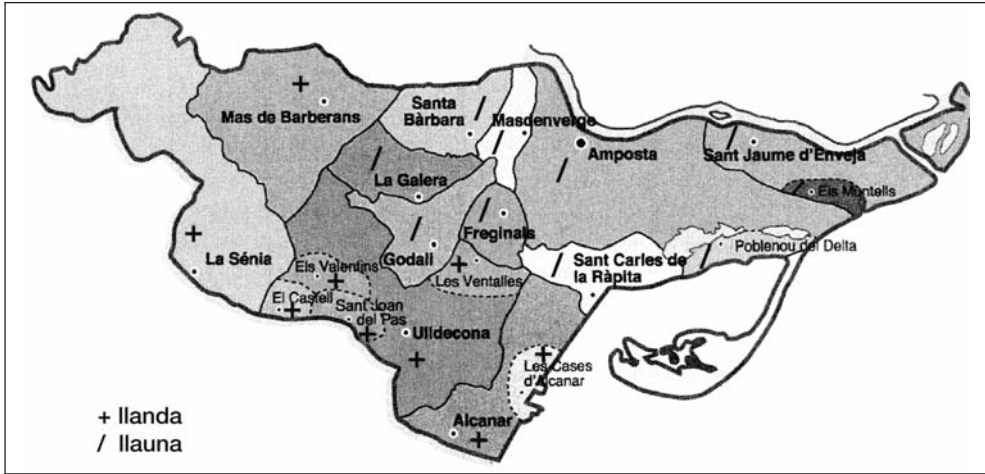 Santa
Bàrbara
Masdenverge
Mas de Barberans
Amposta
Sant Jaume d'Enveja
La Galera
Els Muntells
Freginals
Godall
Poblenou del Delta
La Sénia
Els Valentins
Les Ventalles
Sant Carles de
la Ràpita
El Castell
Sant Joan
del Pas
Ulldecona
Les Cases
d'Alcanar
Alcanar
+ llanda
/ llauna